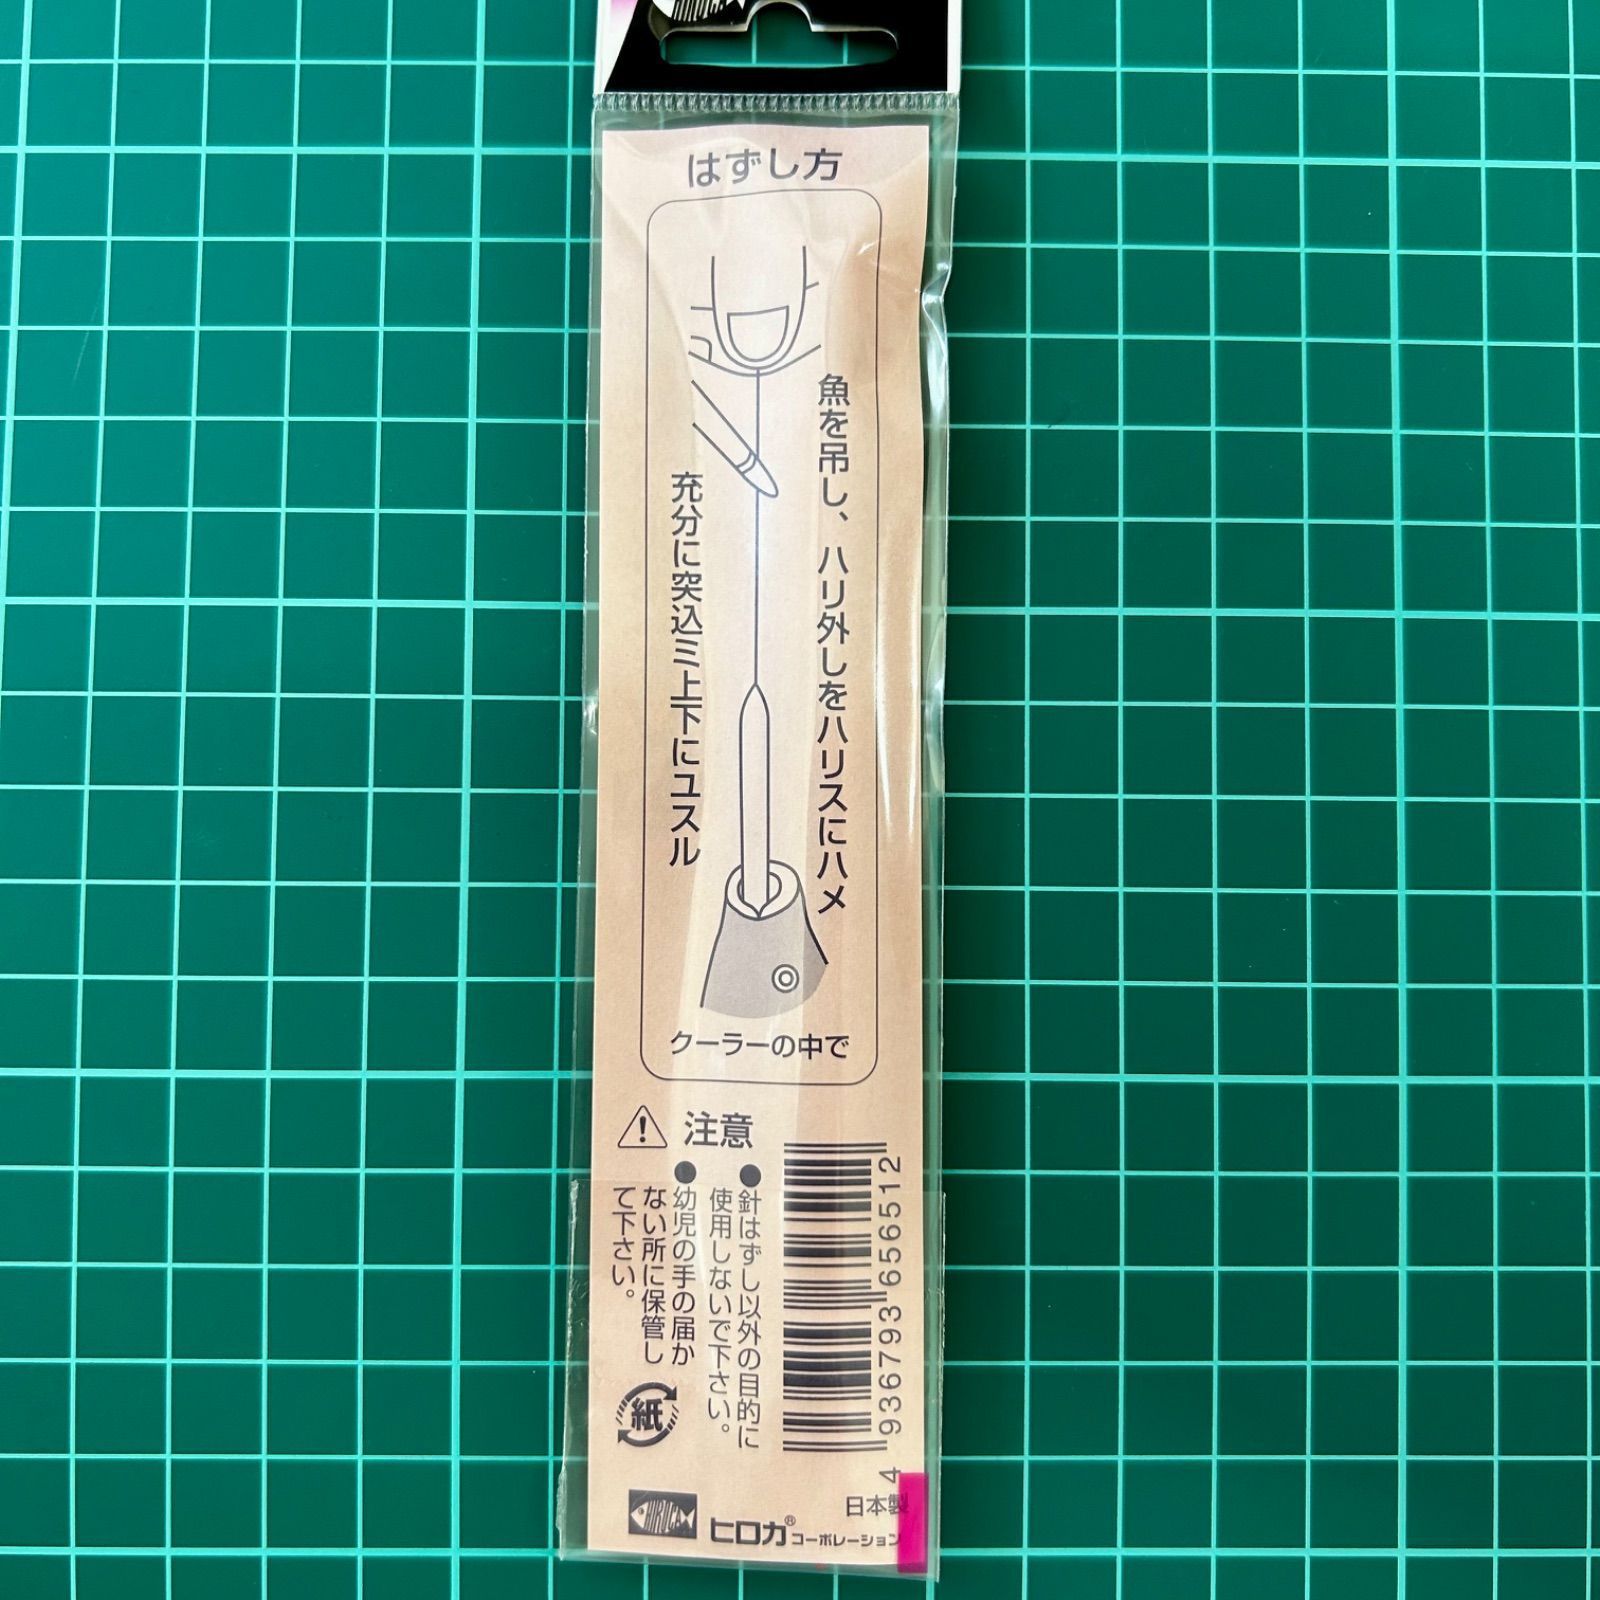 はずし方
魚を吊し、ハリ外しをハリスにハメ
充分に突込ミ上下にユスル
クーラーの中で
注意
●針はずし以外の目的に
使用しないで下さい。
●幼児の手の届か
ない所に保管し
て下さい。
紙
4 936793 656512
日本製
HIROCA
ヒロカ®コーポレーション